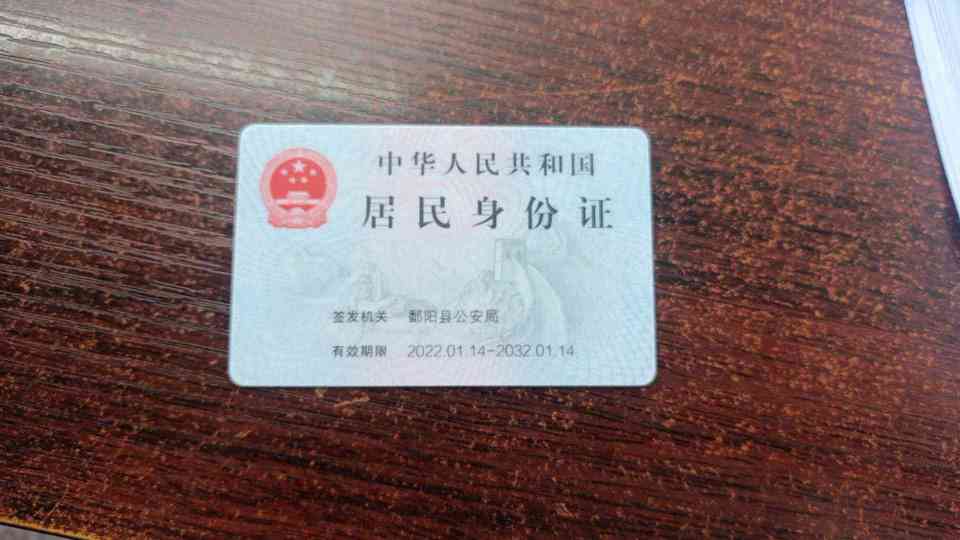 中华人民共和国
居民身份证
签发机关 鄱阳县公安局
有效期限 2022.01.14-2032.01.14